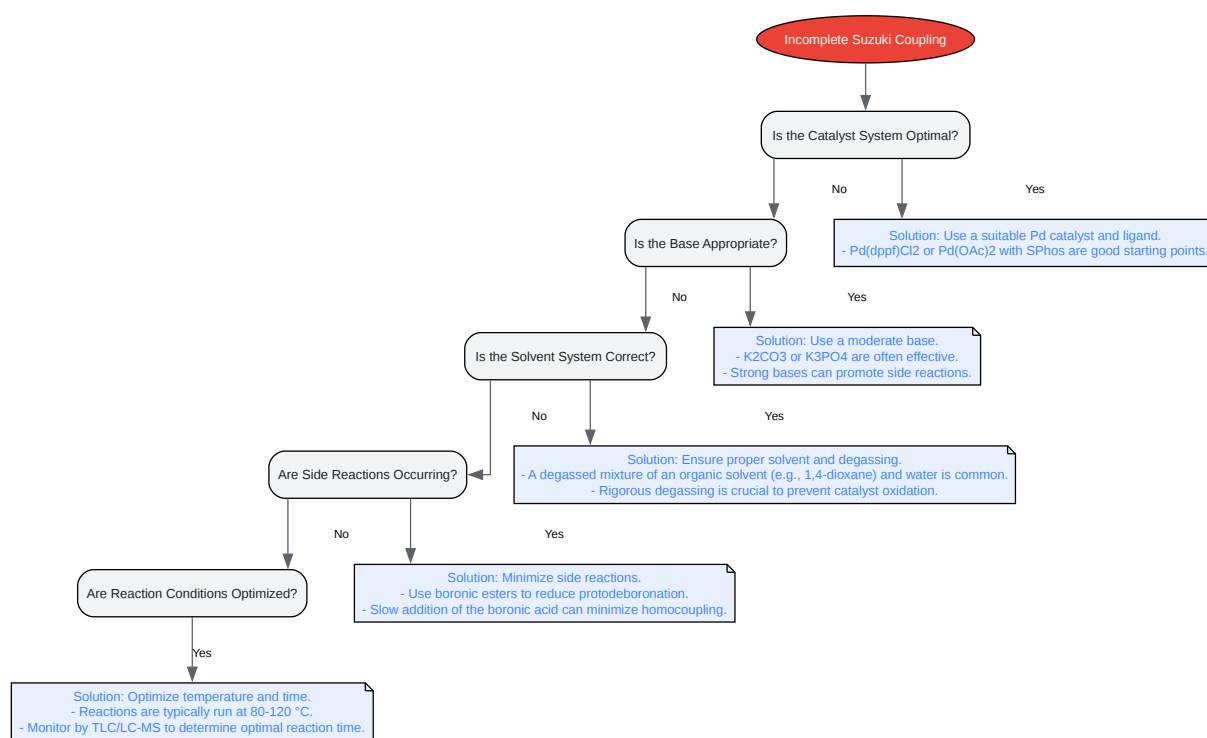 Incomplete Suzuki Coupling
Is the Catalyst System Optimal?
No
Yes
Is the Base Appropriate?
Solution: Use a suitable Pd catalyst and ligand.
- Pd(dppf)Cl2 or Pd(OAc)2 with SPhos are good starting points.
No
Yes
Is the Solvent System Correct?
Solution: Use a moderate base.
- K2CO3 or K3PO4 are often effective.
- Strong bases can promote side reactions.
No
Yes
Are Side Reactions Occurring?
Solution: Ensure proper solvent and degassing.
- A degassed mixture of an organic solvent (e.g., 1,4-dioxane) and water is common.
- Rigorous degassing is crucial to prevent catalyst oxidation.
No
Yes
Are Reaction Conditions Optimized?
Solution: Minimize side reactions.
- Use boronic esters to reduce protodeboronation.
- Slow addition of the boronic acid can minimize homocoupling.
Yes
Solution: Optimize temperature and time.
- Reactions are typically run at 80-120 °C.
- Monitor by TLC/LC-MS to determine optimal reaction time.